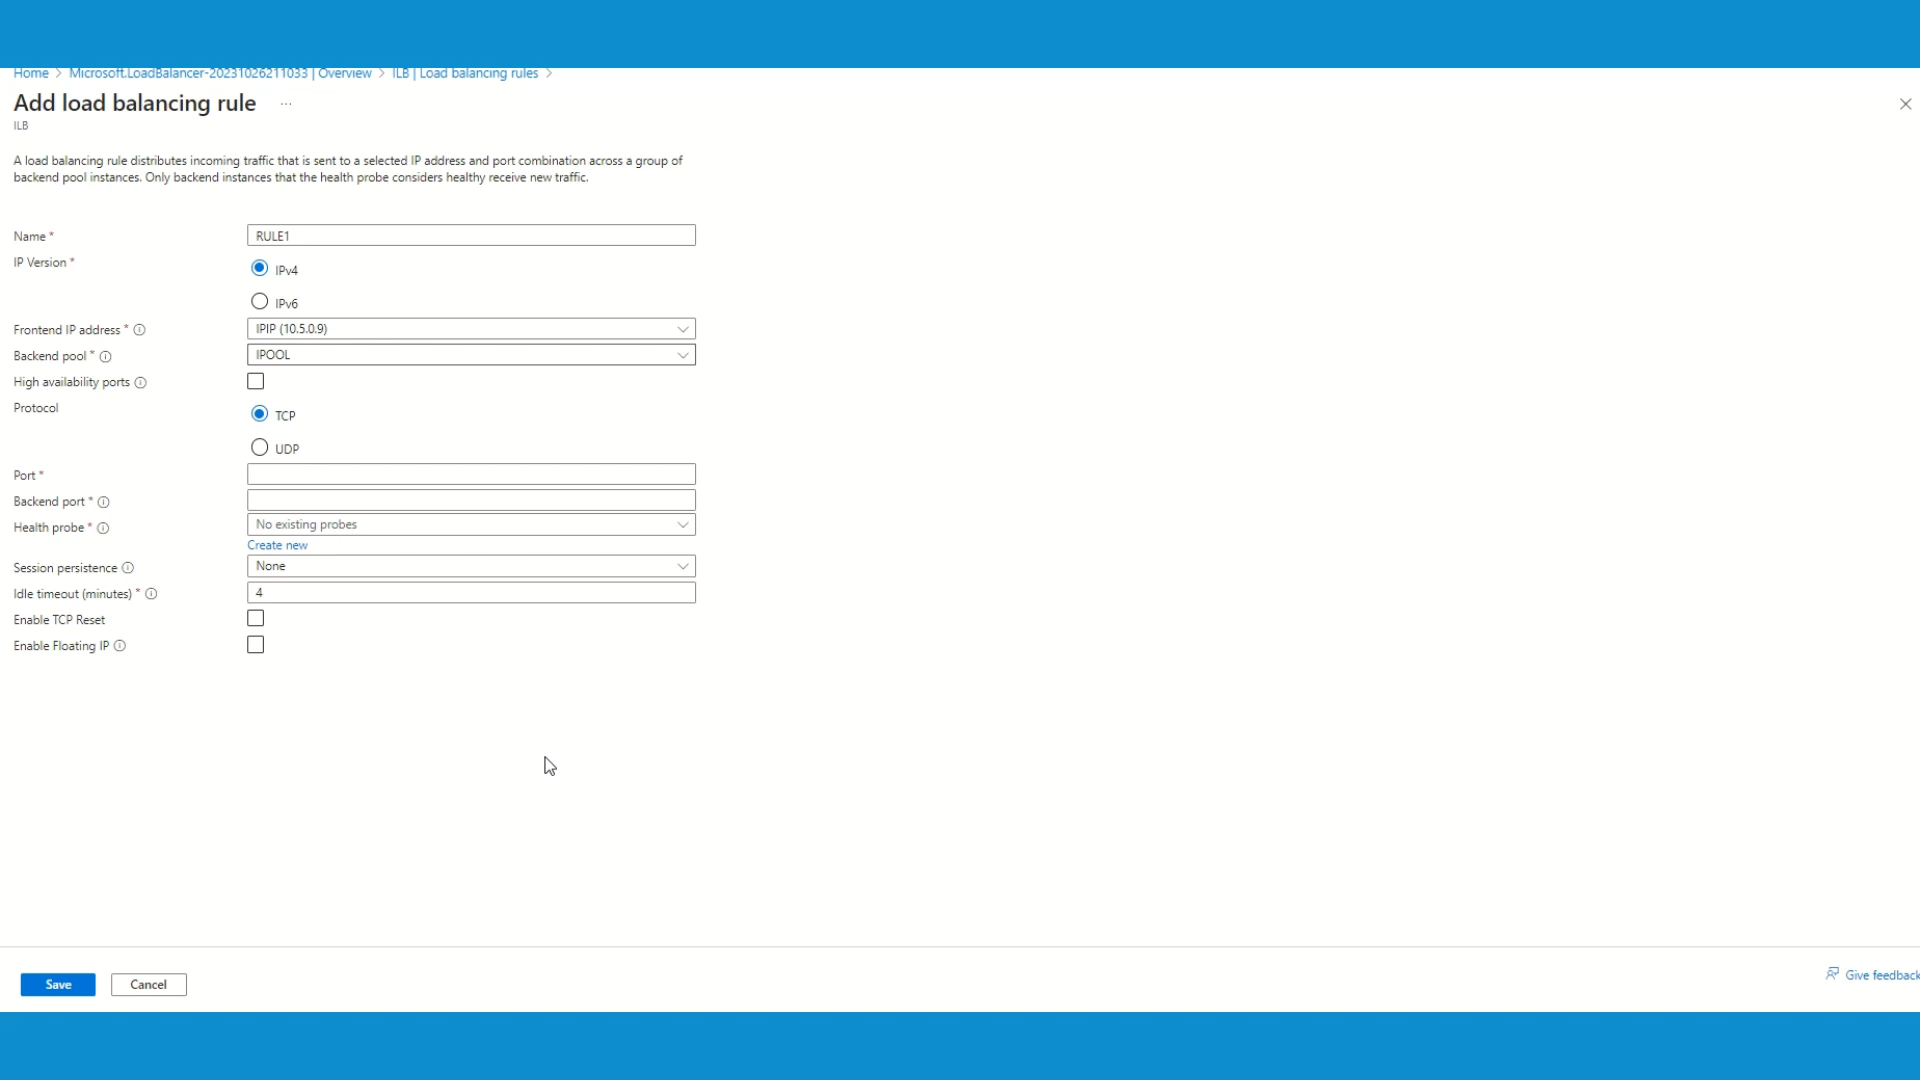 Home > Microsoft.LoadBalancer-20231026211033 | Overview > ILB | Load balancing rules >
Add load balancing rule ...
ILB
A load balancing rule distributes incoming traffic that is sent to a selected IP address and port combination across a group of
backend pool instances. Only backend instances that the health probe considers healthy receive new traffic.
Name * RULE1
IP Version * IPv4
IPv6
Frontend IP address * IPIP (10.5.0.9)
Backend pool * IPOOL
High availability ports
Protocol TCP
UDP
Port *
Backend port *
Health probe * No existing probes
Create new
Session persistence None
Idle timeout (minutes) * 4
Enable TCP Reset
Enable Floating IP
Save Cancel Give feedback